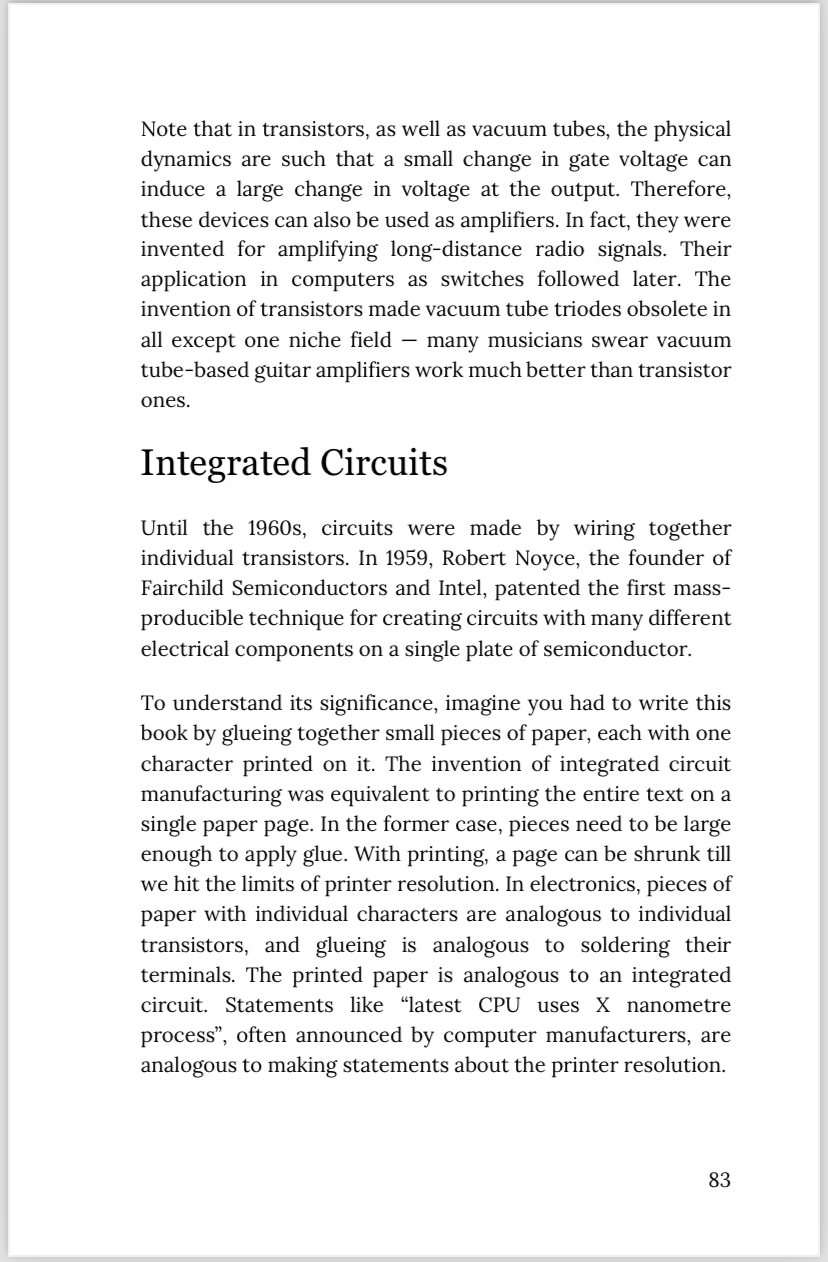 Note that in transistors, as well as vacuum tubes, the physical
dynamics are such that a small change in gate voltage can
induce a large change in voltage at the output. Therefore,
these devices can also be used as amplifiers. In fact, they were
invented for amplifying long-distance radio signals. Their
application in computers as switches followed later. The
invention of transistors made vacuum tube triodes obsolete in
all except one niche field — many musicians swear vacuum
tube-based guitar amplifiers work much better than transistor
ones.
Integrated Circuits
Until the 1960s, circuits were made by wiring together
individual transistors. In 1959, Robert Noyce, the founder of
Fairchild Semiconductors and Intel, patented the first mass-
producible technique for creating circuits with many different
electrical components on a single plate of semiconductor.
To understand its significance, imagine you had to write this
book by glueing together small pieces of paper, each with one
character printed on it. The invention of integrated circuit
manufacturing was equivalent to printing the entire text on a
single paper page. In the former case, pieces need to be large
enough to apply glue. With printing, a page can be shrunk till
we hit the limits of printer resolution. In electronics, pieces of
paper with individual characters are analogous to individual
transistors, and glueing is analogous to soldering their
terminals. The printed paper is analogous to an integrated
circuit. Statements like “latest CPU uses X nanometre
process”, often announced by computer manufacturers, are
analogous to making statements about the printer resolution.
83